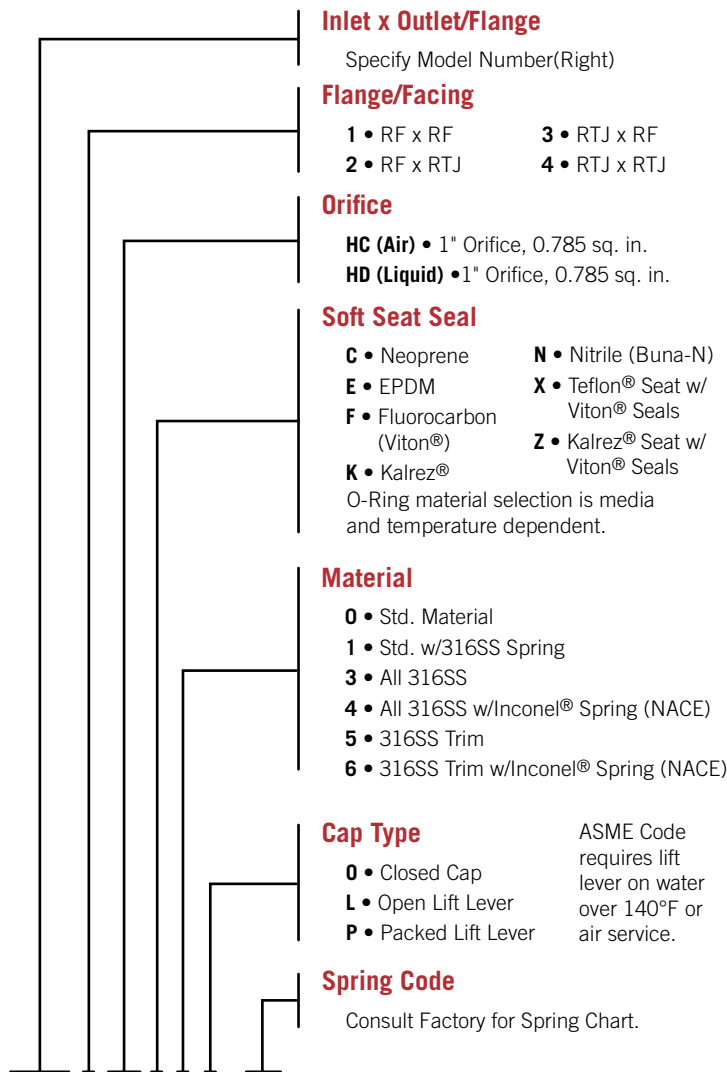 Inlet x Outlet/Flange
Specify Model Number(Right)
Flange/Facing
1 • RF x RF
2 • RF x RTJ
3 • RTJ x RF
4 • RTJ x RTJ
Orifice
HC (Air) • 1" Orifice, 0.785 sq. in.
HD (Liquid) •1" Orifice, 0.785 sq. in.
Soft Seat Seal
C • Neoprene
E • EPDM
F • Fluorocarbon
(Viton®)
K • Kalrez®
N • Nitrile (Buna-N)
X • Teflon® Seat w/
Viton® Seals
Z • Kalrez® Seat w/
Viton® Seals
O-Ring material selection is media
and temperature dependent.
Material
0 • Std. Material
1 • Std. w/316SS Spring
3 • All 316SS
4 • All 316SS w/Inconel® Spring (NACE)
5 • 316SS Trim
6 • 316SS Trim w/Inconel® Spring (NACE)
Cap Type
0 • Closed Cap
L • Open Lift Lever
P • Packed Lift Lever
ASME Code
requires lift
lever on water
over 140°F or
air service.
Spring Code
Consult Factory for Spring Chart.